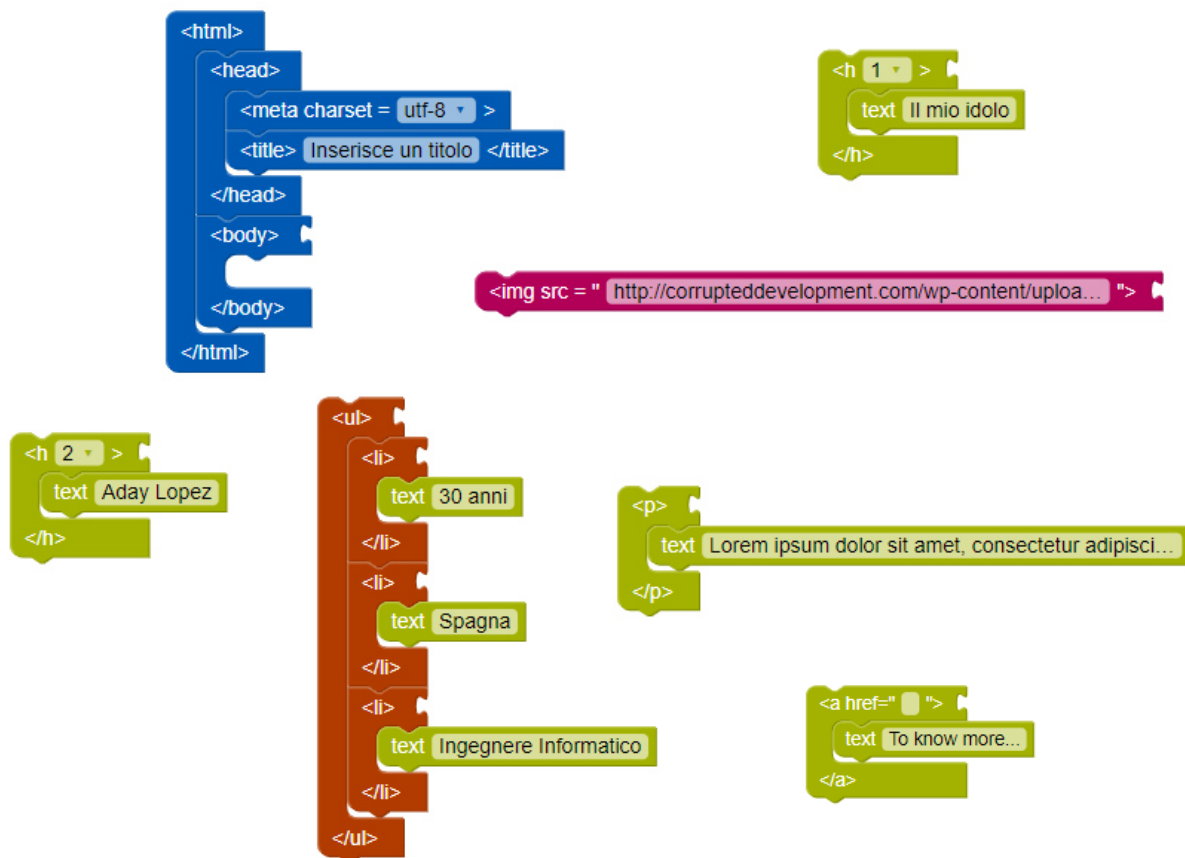 <html>
<head>
<meta charset = utf-8 >
<title> Inserisce un titolo </title>
</head>
<body>
</body>
</html>
<h 1 >
text Il mio idolo
</h>
<img src = " http://corrupteddevelopment.com/wp-content/uploa... ">
<h 2 >
text Aday Lopez
</h>
<ul>
<li>
text 30 anni
</li>
<li>
text Spagna
</li>
<li>
text Ingegnere Informatico
</li>
</ul>
<p>
text Lorem ipsum dolor sit amet, consectetur adipisci...
</p>
<a href=" ">
text To know more...
</a>